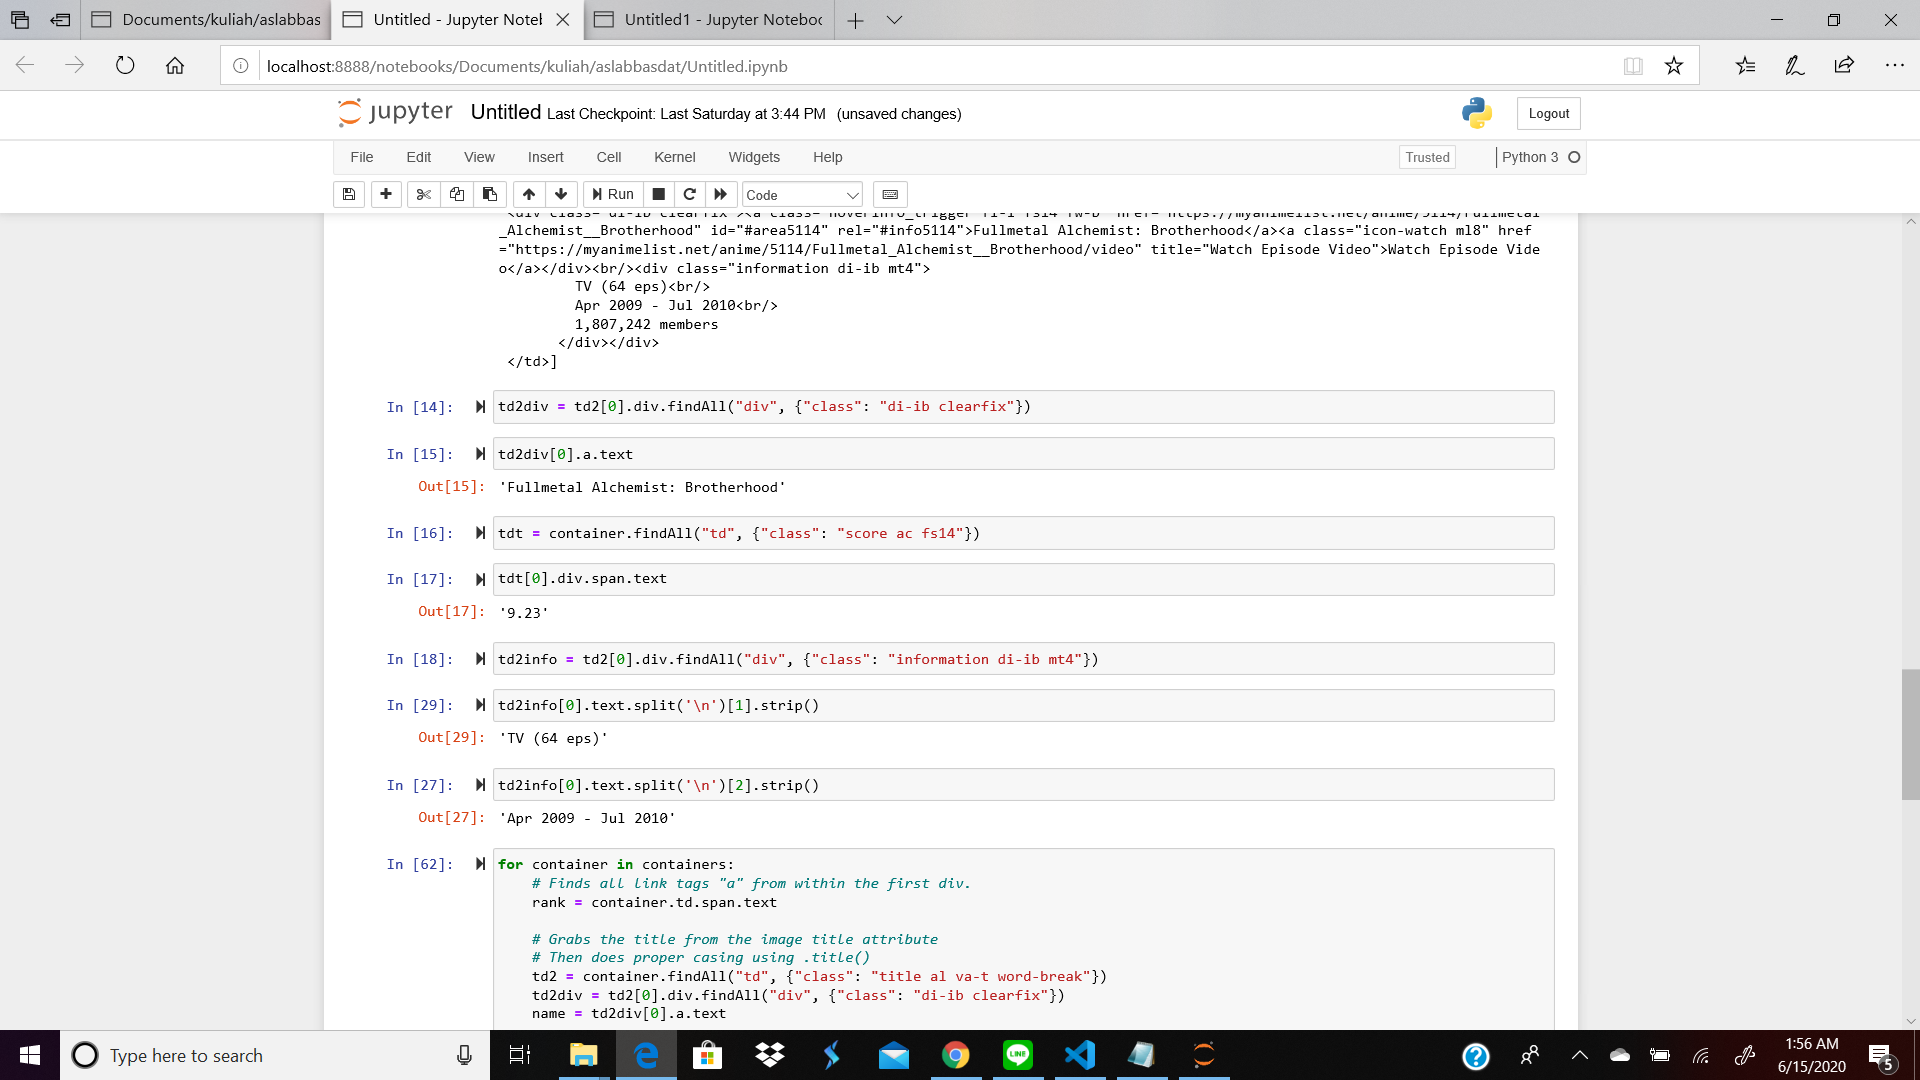 Documents/kuliah/aslabbas
Untitled - Jupyter Notel
Untitled1 - Jupyter Noteboo
localhost:8888/notebooks/Documents/kuliah/aslabbasdat/Untitled.ipynb
jupyter Untitled Last Checkpoint: Last Saturday at 3:44 PM (unsaved changes)
Logout
File Edit View Insert Cell Kernel Widgets Help
Trusted
Python 3
Run
Code
_Alchemist__Brotherhood" id="#area5114" rel="#info5114">Fullmetal Alchemist: Brotherhood</a><a class="icon-watch ml8" href
="https://myanimelist.net/anime/5114/Fullmetal_Alchemist__Brotherhood/video" title="Watch Episode Video">Watch Episode Vide
o</a></div><br/><div class="information di-ib mt4">
TV (64 eps)<br/>
Apr 2009 - Jul 2010<br/>
1,807,242 members
</div></div>
</td>]
In [14]: td2div = td2[0].div.findAll("div", {"class": "di-ib clearfix"})
In [15]: td2div[0].a.text
Out[15]: 'Fullmetal Alchemist: Brotherhood'
In [16]: tdt = container.findAll("td", {"class": "score ac fs14"})
In [17]: tdt[0].div.span.text
Out[17]: '9.23'
In [18]: td2info = td2[0].div.findAll("div", {"class": "information di-ib mt4"})
In [29]: td2info[0].text.split('\n')[1].strip()
Out[29]: 'TV (64 eps)'
In [27]: td2info[0].text.split('\n')[2].strip()
Out[27]: 'Apr 2009 - Jul 2010'
In [62]: for container in containers:
# Finds all link tags "a" from within the first div.
rank = container.td.span.text
# Grabs the title from the image title attribute
# Then does proper casing using .title()
td2 = container.findAll("td", {"class": "title al va-t word-break"})
td2div = td2[0].div.findAll("div", {"class": "di-ib clearfix"})
name = td2div[0].a.text
Type here to search
LINE
1:56 AM
6/15/2020
5